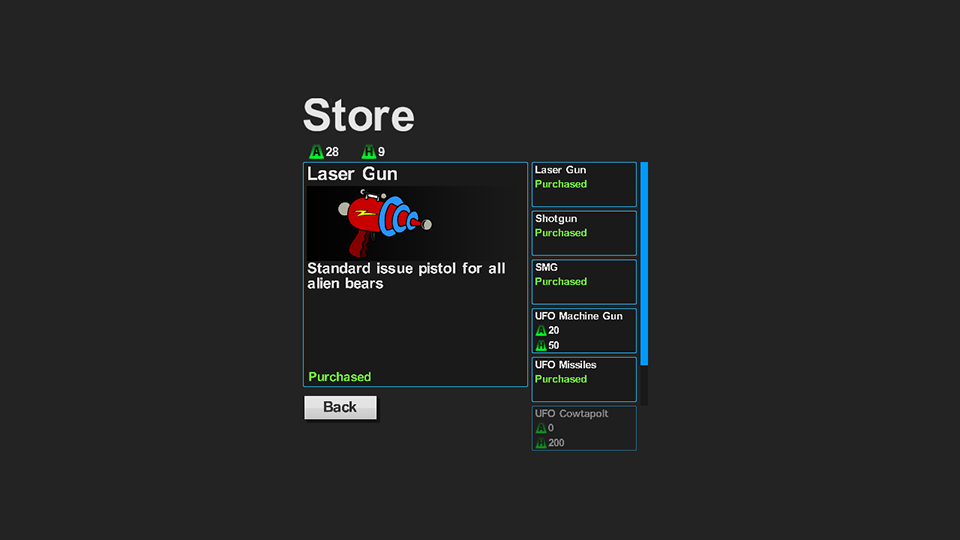 Store
A 28 H 9
Laser Gun
Standard issue pistol for all
alien bears
Purchased
Back
Laser Gun
Purchased
Shotgun
Purchased
SMG
Purchased
UFO Machine Gun
A 20
H 50
UFO Missiles
Purchased
UFO Cowtapolt
A 0
H 200